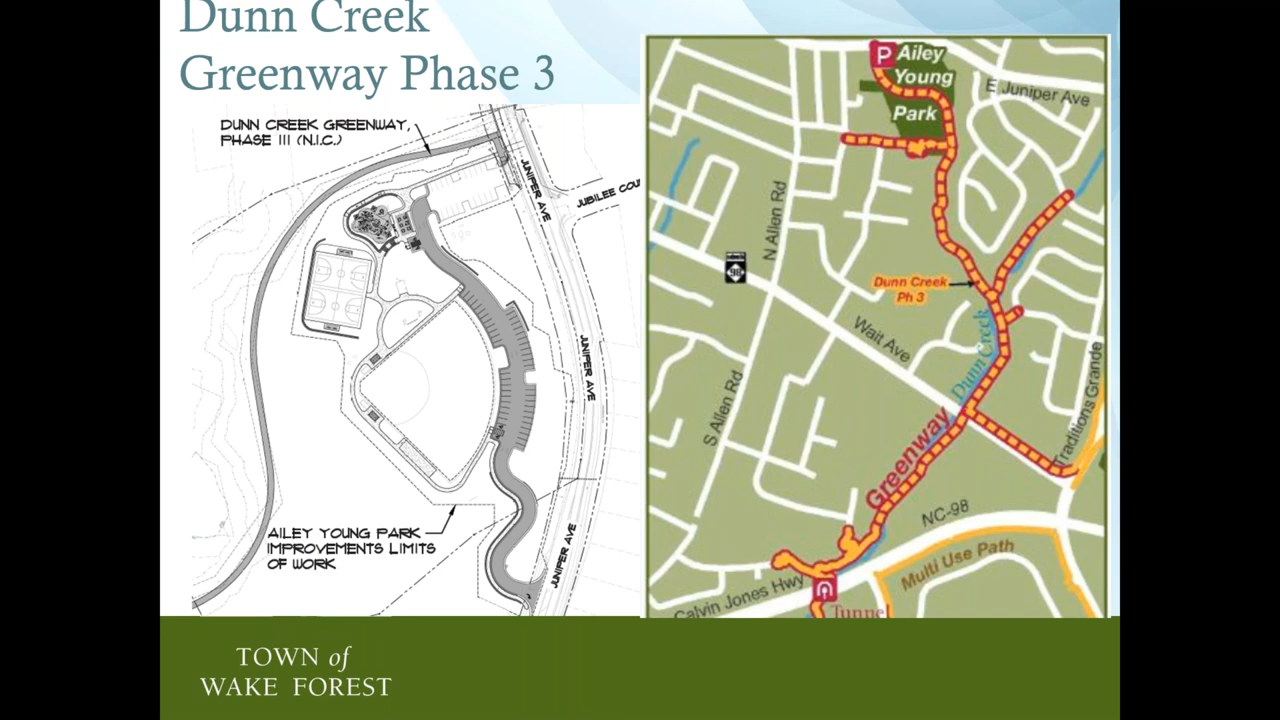 Dunn Creek
Greenway Phase 3
DUNN CREEK GREENWAY,
PHASE III (N.I.C.)
JUNIPER AVE
JUBILEE COU
JUNIPER AVE
JUNIPER AVE
AILEY YOUNG PARK
IMPROVEMENTS LIMITS
OF WORK
P
Ailey
Young
Park
E Juniper Ave
N Allen Rd
98
Dunn Creek
Ph 3
Wait Ave
Dunn Creek
S Allen Rd
Traditions Grande
Greenway
NC-98
Multi Use Path
Calvin Jones Hwy
Tunnel
TOWN of
WAKE FOREST